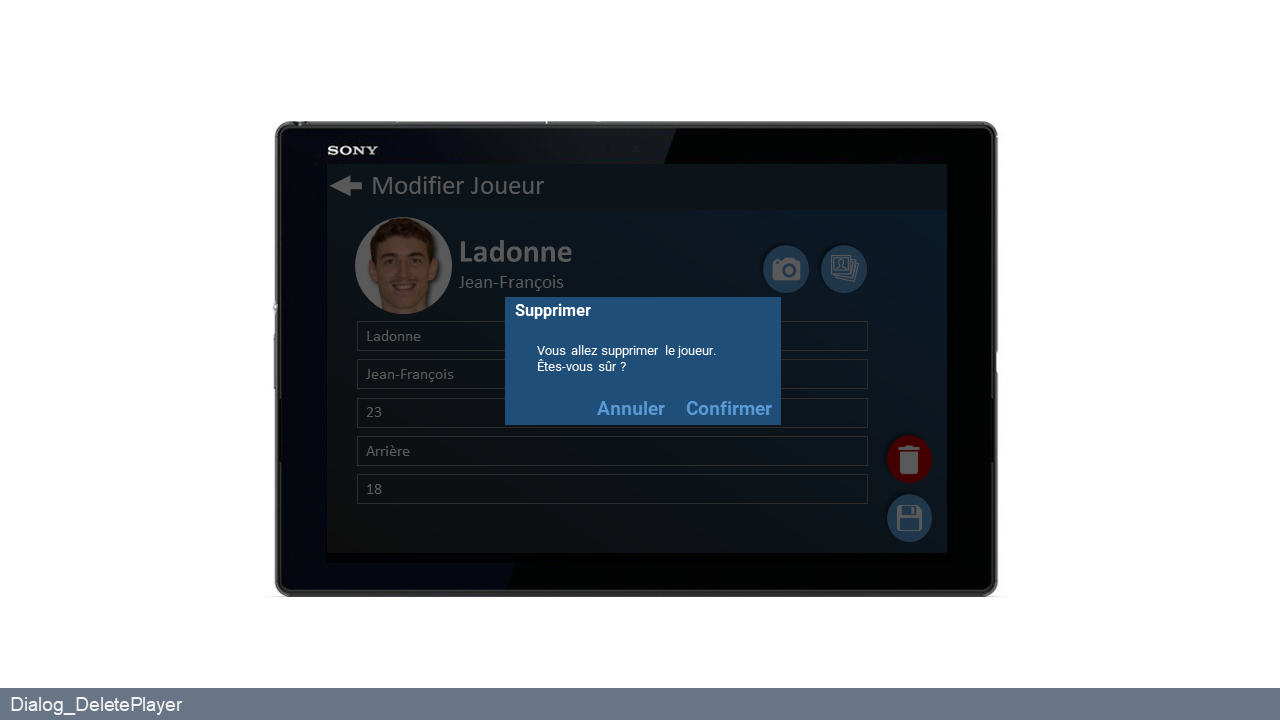 SONY
Modifier Joueur
Ladonne
Jean-François
Supprimer
Vous allez supprimer le joueur.
Êtes-vous sûr ?
Annuler Confirmer
Ladonne
Jean-François
23
Arrière
18
Dialog_DeletePlayer